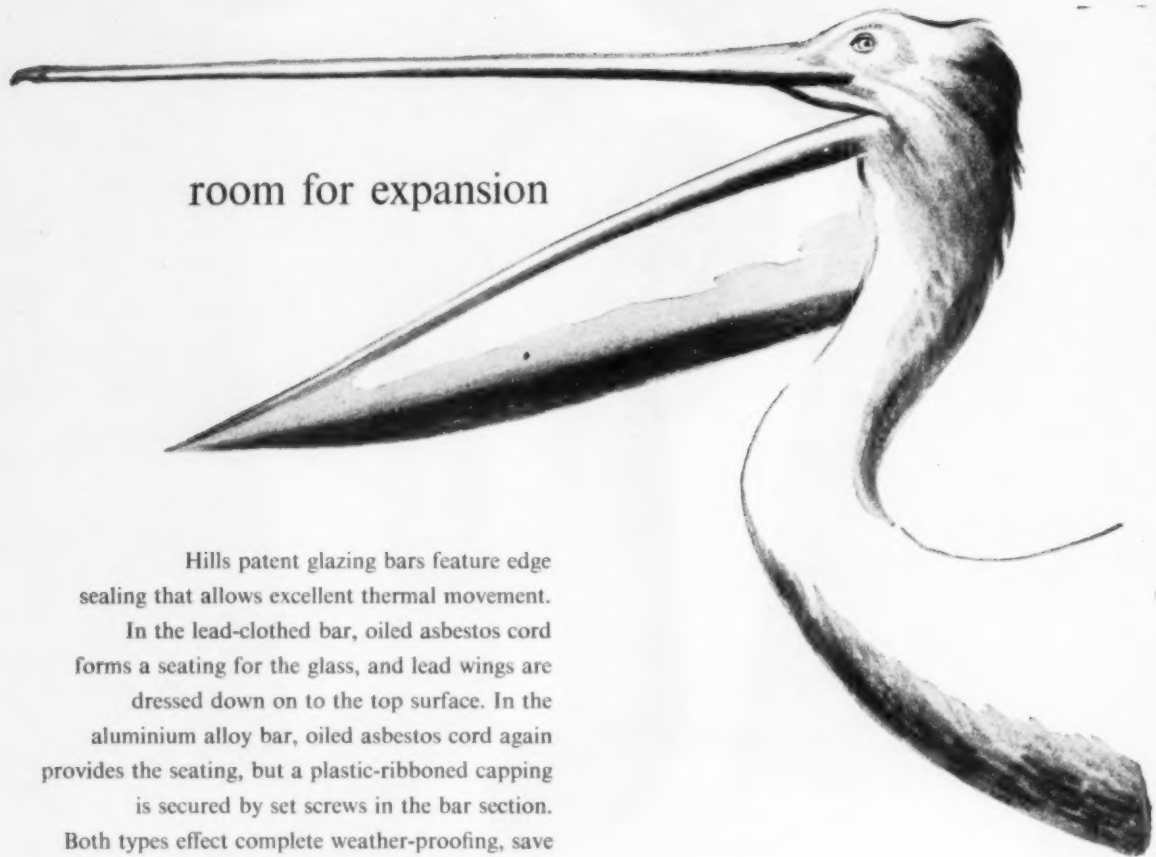 room for expansion
Hills patent glazing bars feature edge
sealing that allows excellent thermal movement.
In the lead-clothed bar, oiled asbestos cord
forms a seating for the glass, and lead wings are
dressed down on to the top surface. In the
aluminium alloy bar, oiled asbestos cord again
provides the seating, but a plastic-ribboned capping
is secured by set screws in the bar section.
Both types effect complete weather-proofing, save